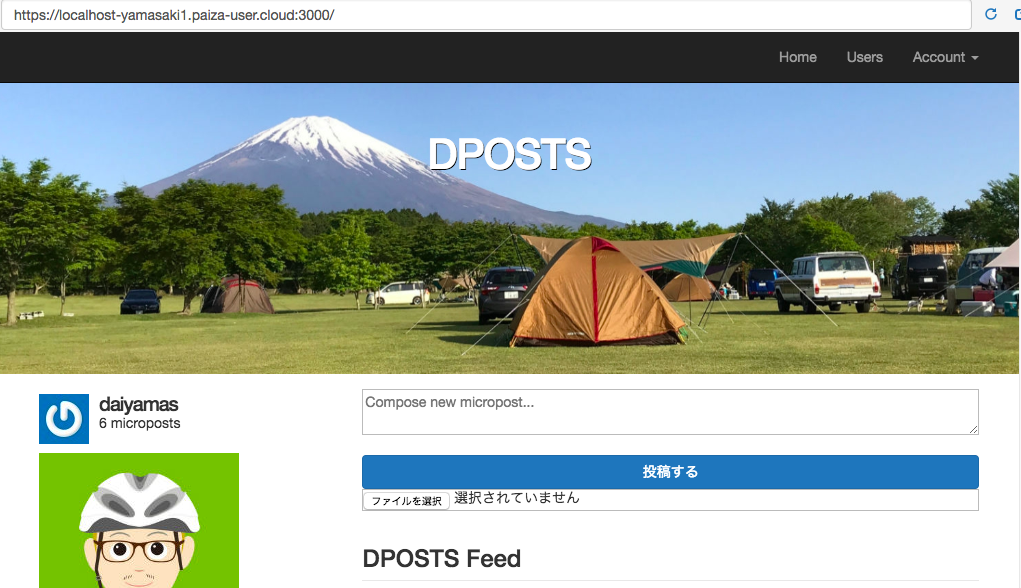 https://localhost-yamasaki1.paiza-user.cloud:3000/
Home Users Account
DPOSTS
daiyamas
6 microposts
Compose new micropost...
投稿する
ファイルを選択 選択されていません
DPOSTS Feed